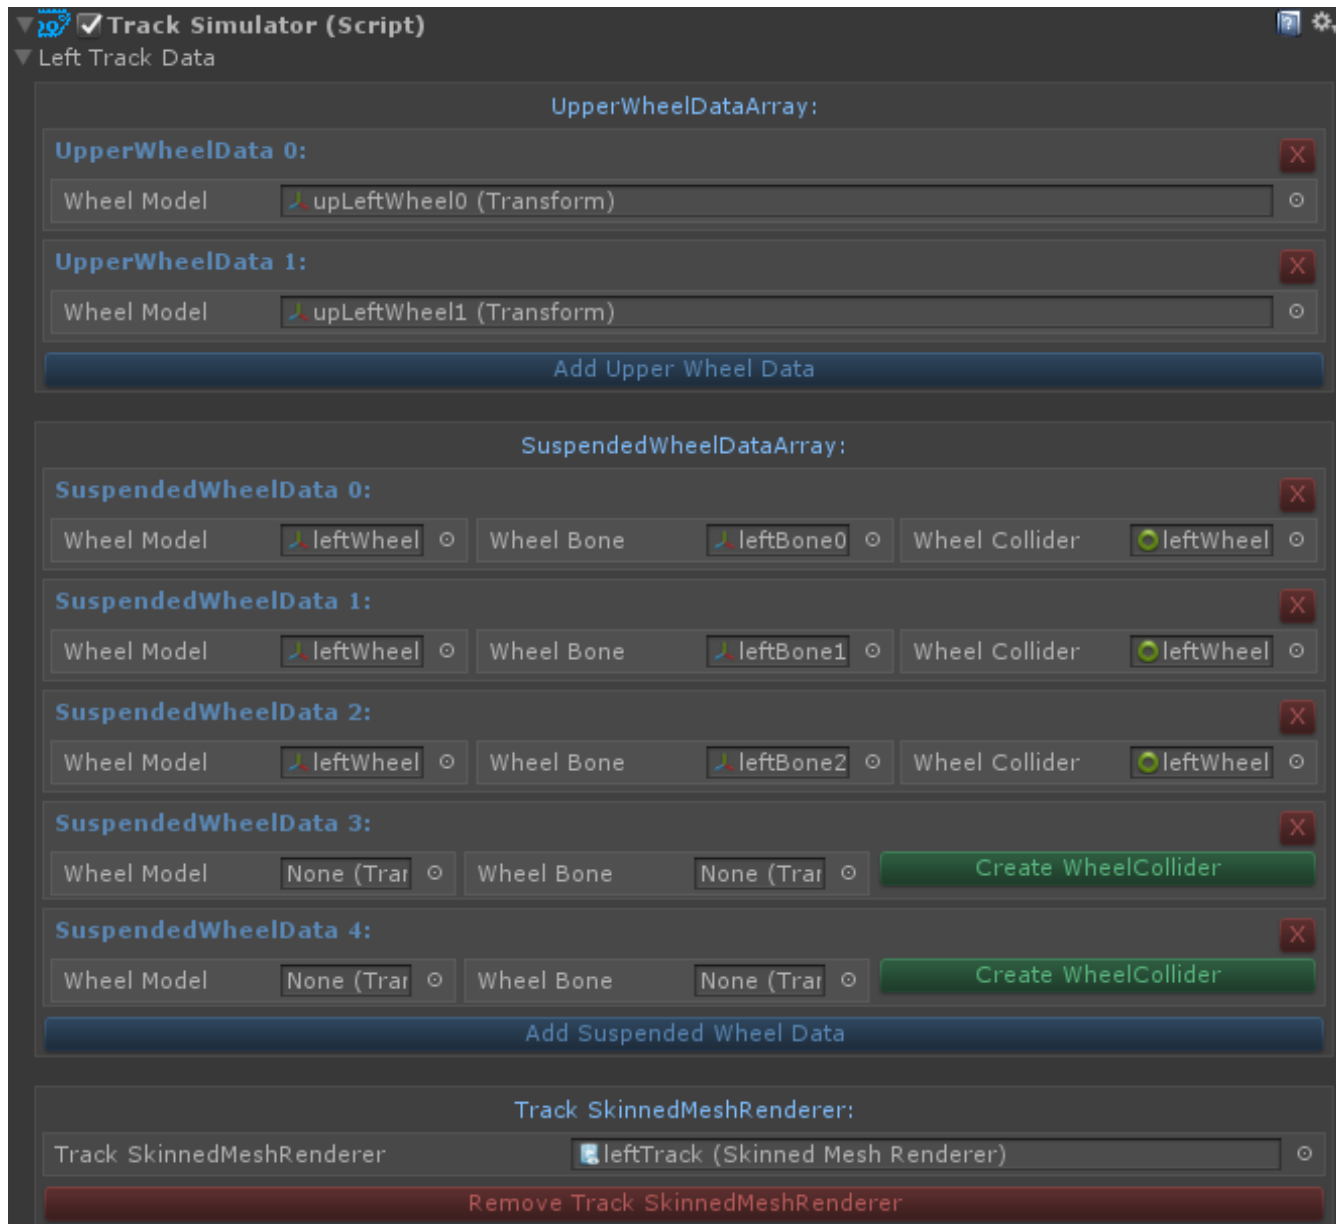 Track Simulator (Script)
Left Track Data
UpperWheelDataArray:
UpperWheelData 0:
X
Wheel Model upLeftWheel0 (Transform)
UpperWheelData 1:
X
Wheel Model upLeftWheel1 (Transform)
Add Upper Wheel Data
SuspendedWheelDataArray:
SuspendedWheelData 0:
X
Wheel Model leftWheel Wheel Bone leftBone0 Wheel Collider leftWheel
SuspendedWheelData 1:
X
Wheel Model leftWheel Wheel Bone leftBone1 Wheel Collider leftWheel
SuspendedWheelData 2:
X
Wheel Model leftWheel Wheel Bone leftBone2 Wheel Collider leftWheel
SuspendedWheelData 3:
X
Wheel Model None (Trar Wheel Bone None (Trar Create WheelCollider
SuspendedWheelData 4:
X
Wheel Model None (Trar Wheel Bone None (Trar Create WheelCollider
Add Suspended Wheel Data
Track SkinnedMeshRenderer:
Track SkinnedMeshRenderer leftTrack (Skinned Mesh Renderer)
Remove Track SkinnedMeshRenderer